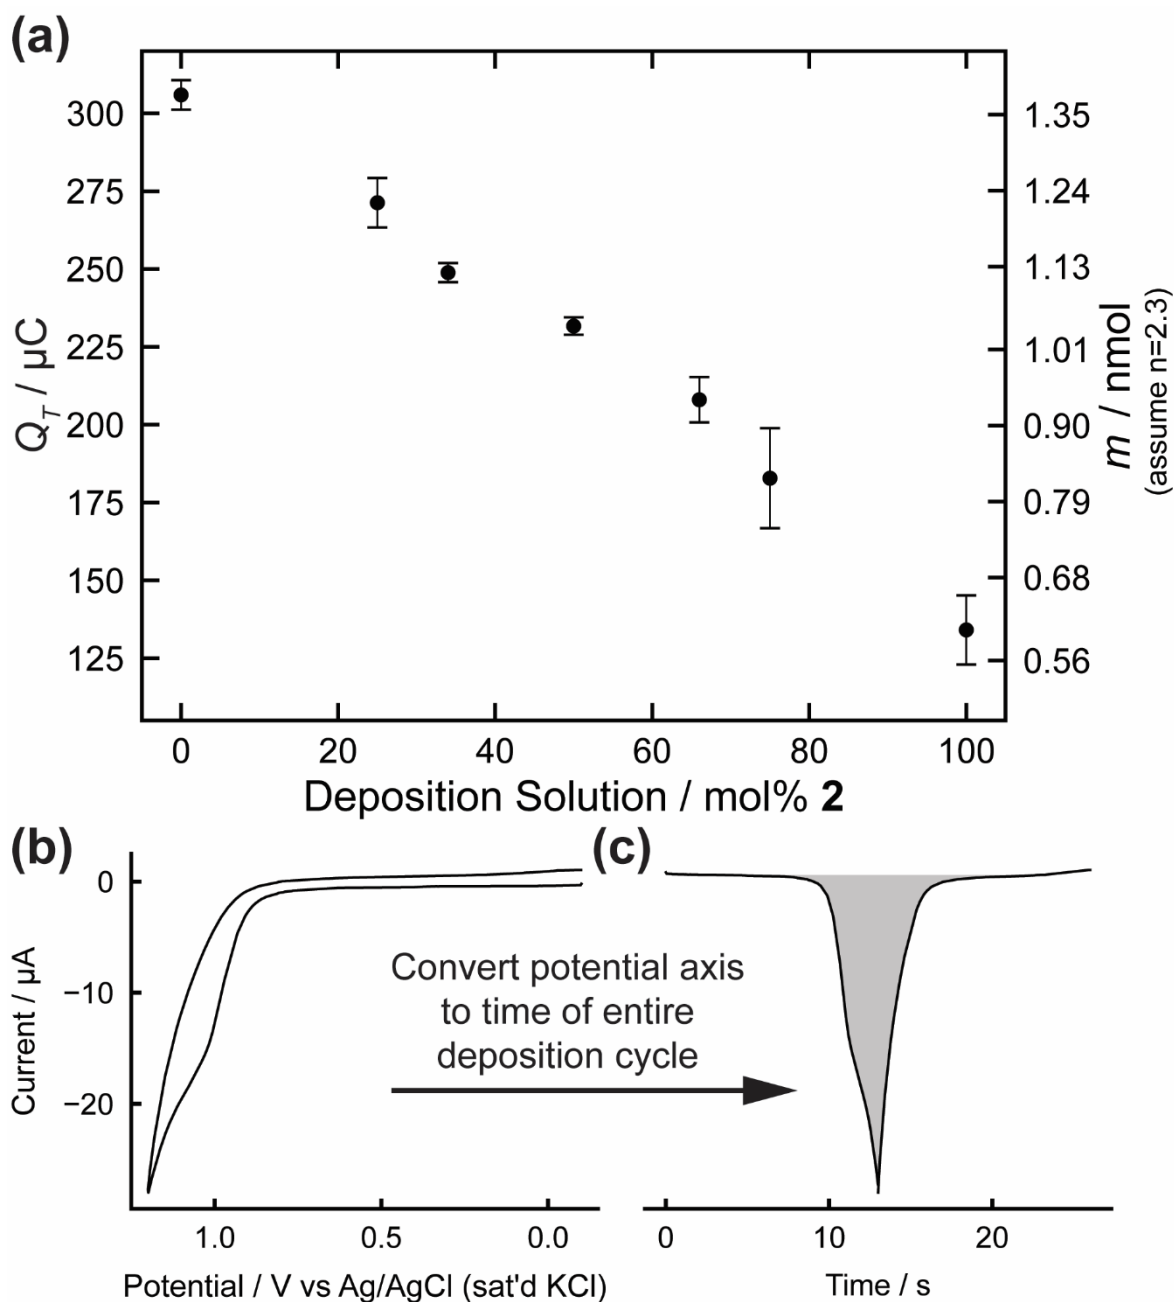 (a)
300
275
250
225
200
175
150
125
Q_T / µC
1.35
1.24
1.13
1.01
0.90
0.79
0.68
0.56
m / nmol
(assume n=2.3)
0 20 40 60 80 100
Deposition Solution / mol% 2
(b)
0
−10
−20
Current / µA
1.0 0.5 0.0
Potential / V vs Ag/AgCl (sat'd KCl)
Convert potential axis
to time of entire
deposition cycle
(c)
0 10 20
Time / s